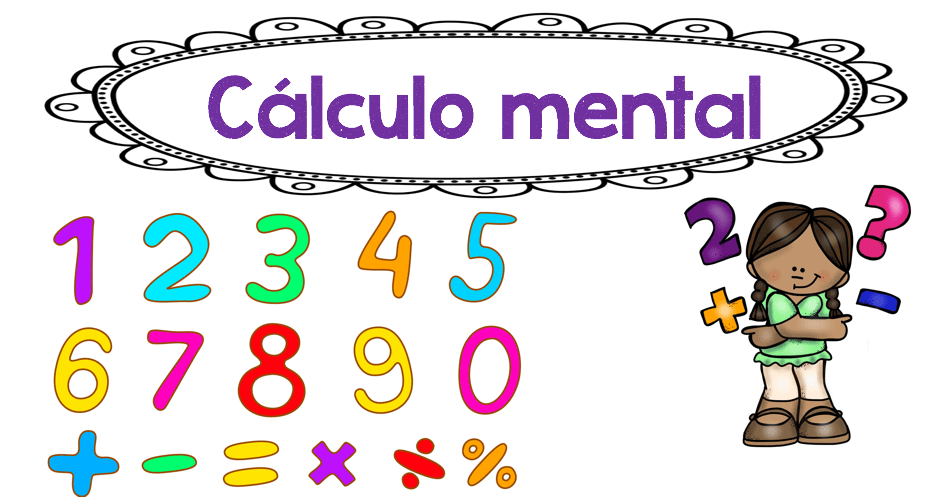 Cálculo mental
1 2 3 4 5
6 7 8 9 0
+ - = × ÷ %
2 ?
+ -